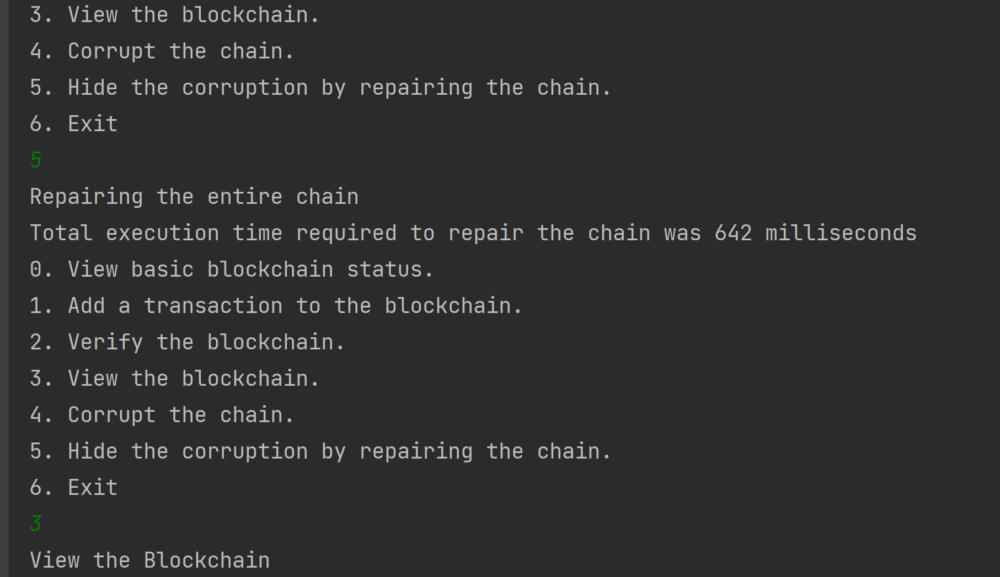 3. View the blockchain.
4. Corrupt the chain.
5. Hide the corruption by repairing the chain.
6. Exit
5
Repairing the entire chain
Total execution time required to repair the chain was 642 milliseconds
0. View basic blockchain status.
1. Add a transaction to the blockchain.
2. Verify the blockchain.
3. View the blockchain.
4. Corrupt the chain.
5. Hide the corruption by repairing the chain.
6. Exit
3
View the Blockchain